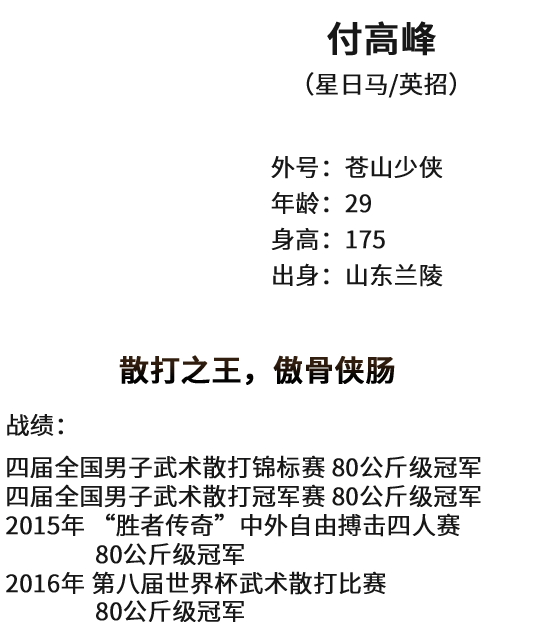 付高峰
（星日马/英招）
外号：苍山少侠
年龄：29
身高：175
出身：山东兰陵
散打之王，傲骨侠肠
战绩：
四届全国男子武术散打锦标赛 80公斤级冠军
四届全国男子武术散打冠军赛 80公斤级冠军
2015年 “胜者传奇”中外自由搏击四人赛
80公斤级冠军
2016年 第八届世界杯武术散打比赛
80公斤级冠军